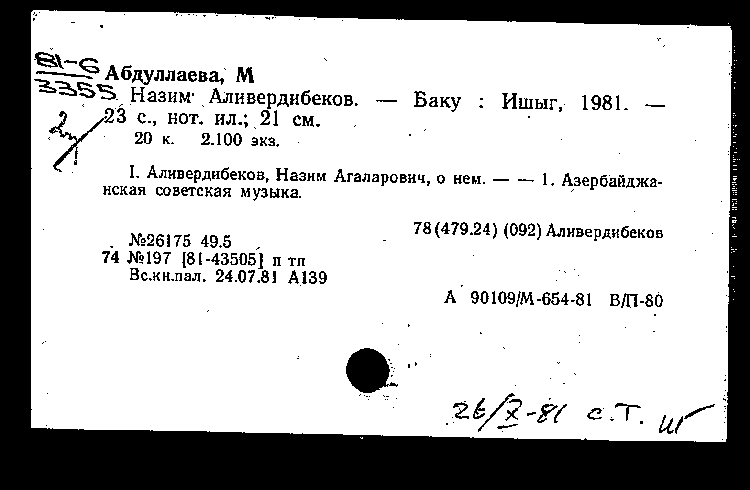 81-6
3355
Абдуллаева, М
Назим Аливердибеков. — Баку : Ишыг, 1981. —
23 с., нот. ил.; 21 см.
20 к. 2.100 экз.
I. Аливердибеков, Назим Агаларович, о нем. — — 1. Азербайджа-
нская советская музыка.
78(479.24) (092) Аливердибеков
№26175 49.5
74 №197 [81-43505] п тп
Вс.кн.пал. 24.07.81 А139
А 90109/М-654-81 В/П-80
26/X-81 с.т.